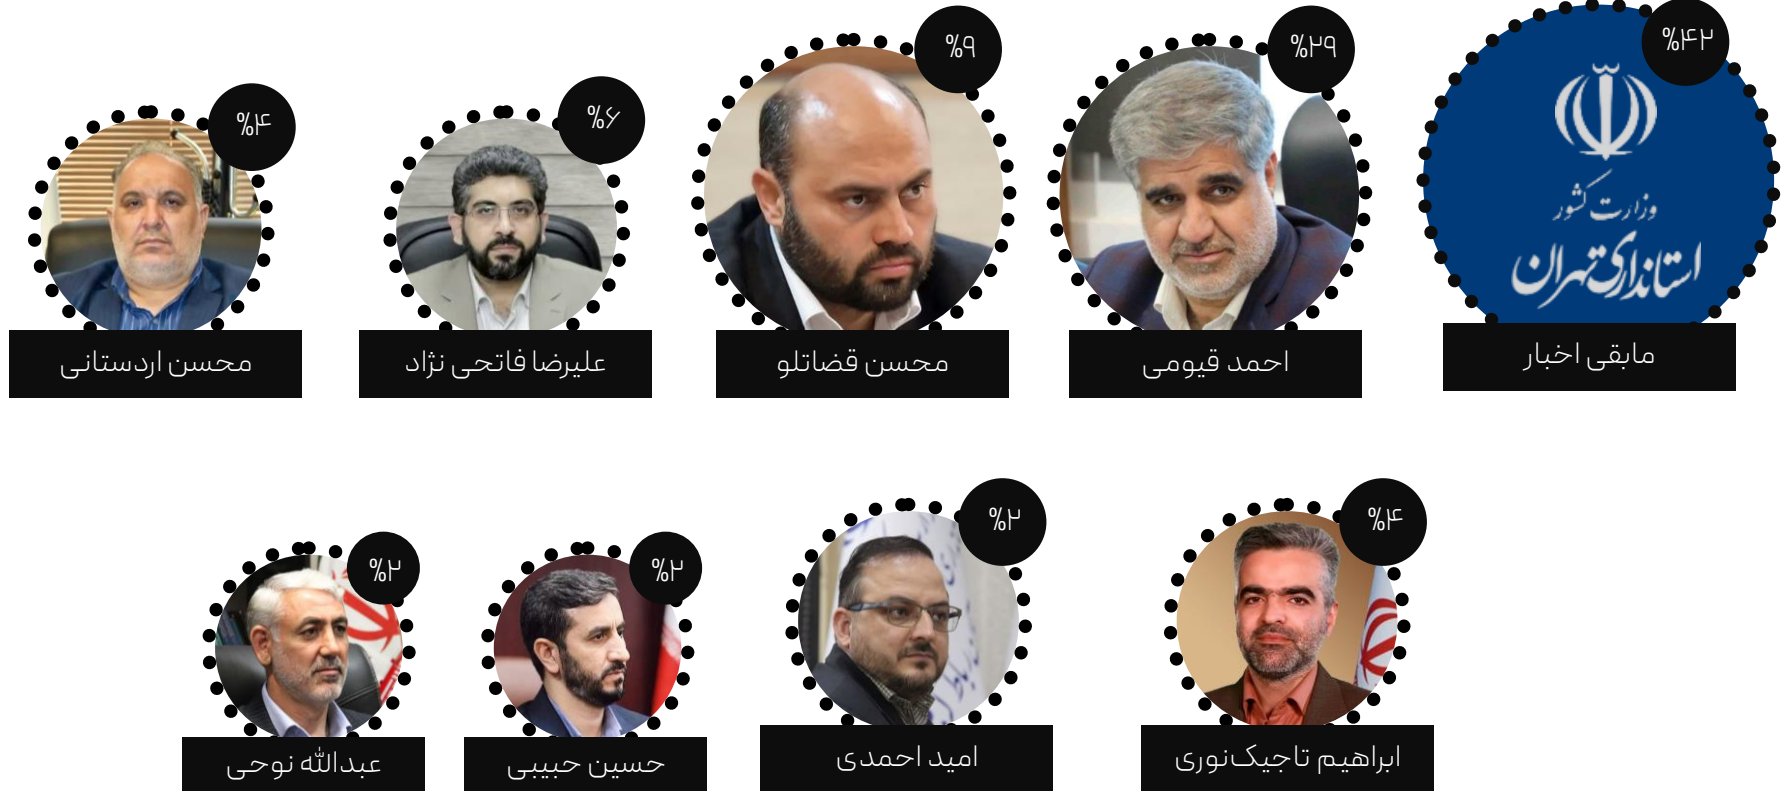 %۴۲
وزارت کشور
استانداری تهران
مابقی اخبار
%۲۹
احمد قیومی
%۹
محسن قضاتلو
%۶
علیرضا فاتحی نژاد
%۴
محسن اردستانی
%۴
ابراهیم تاجیک‌نوری
%۲
امید احمدی
%۲
حسین حبیبی
%۲
عبدالله نوحی